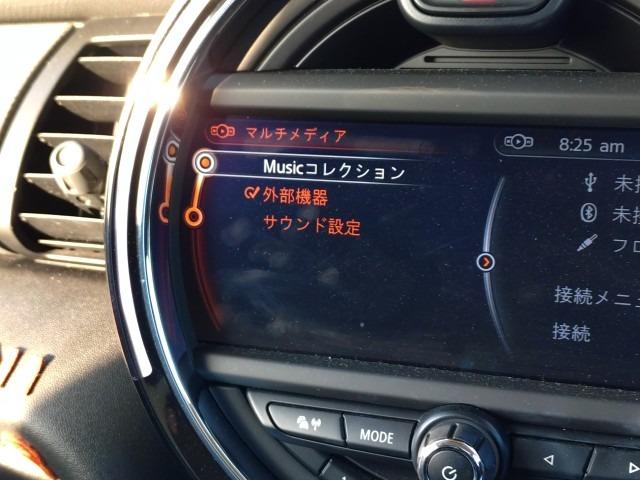 マルチメディア
8:25 am
Musicコレクション
外部機器
サウンド設定
接続メニュ
接続
MODE